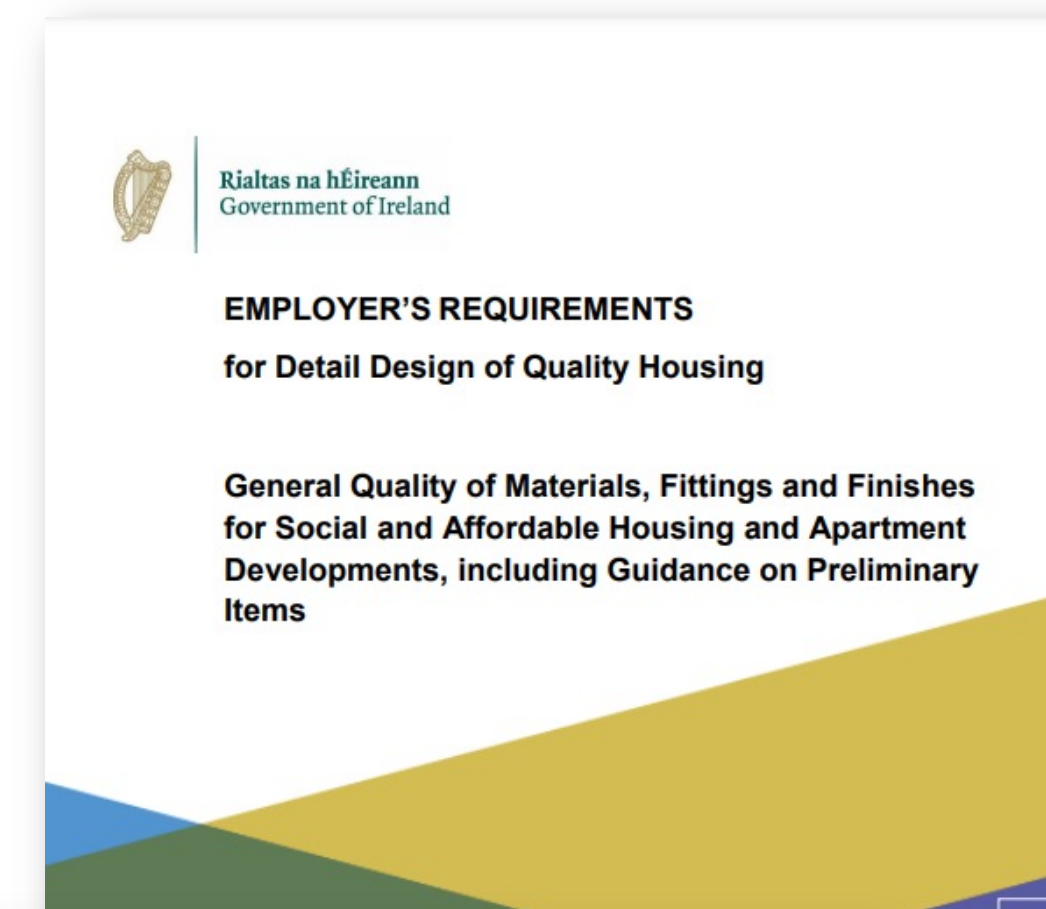 Rialtas na hÉireann
Government of Ireland
EMPLOYER’S REQUIREMENTS
for Detail Design of Quality Housing
General Quality of Materials, Fittings and Finishes
for Social and Affordable Housing and Apartment
Developments, including Guidance on Preliminary
Items